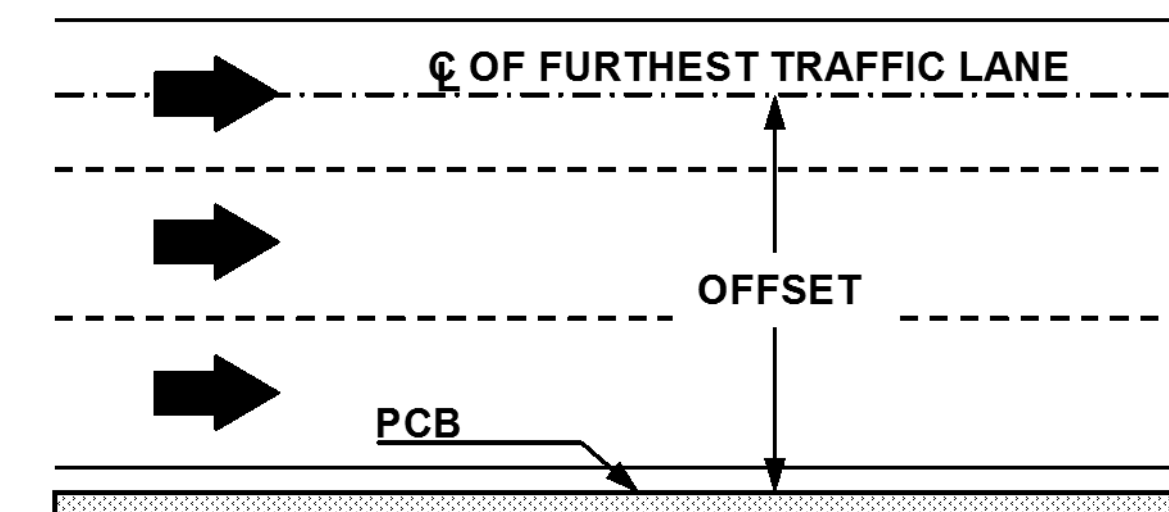 ℄ OF FURTHEST TRAFFIC LANE
OFFSET
PCB